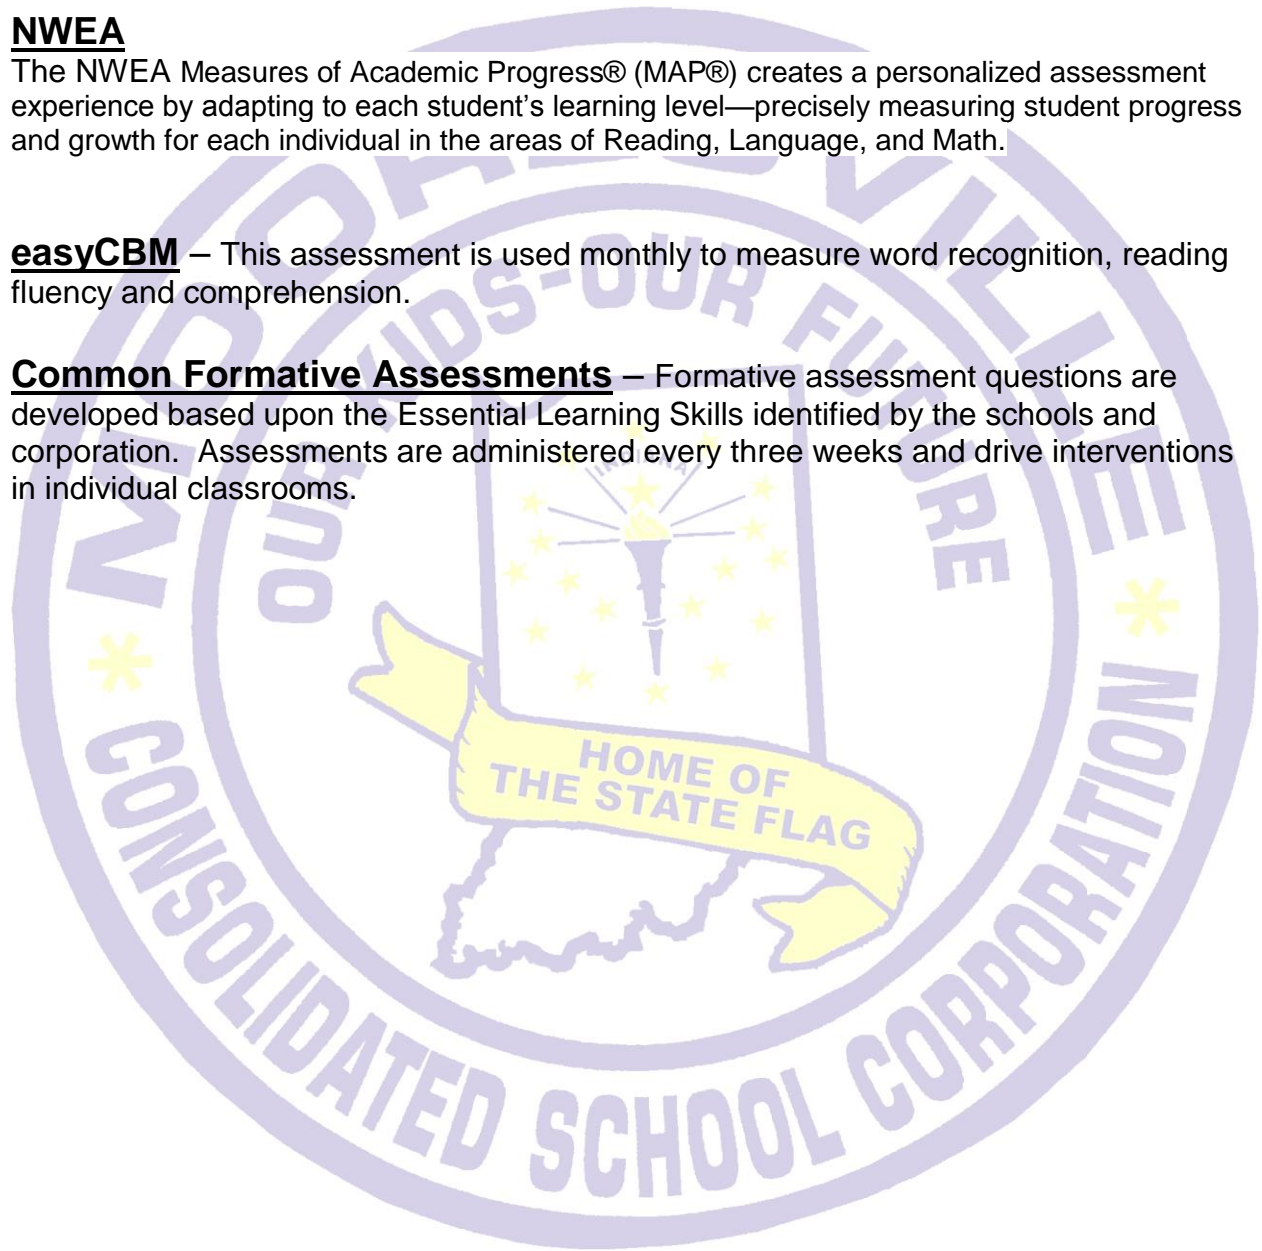 NWEA
The NWEA Measures of Academic Progress® (MAP®) creates a personalized assessment
experience by adapting to each student’s learning level—precisely measuring student progress
and growth for each individual in the areas of Reading, Language, and Math.
easyCBM – This assessment is used monthly to measure word recognition, reading
fluency and comprehension.
Common Formative Assessments – Formative assessment questions are
developed based upon the Essential Learning Skills identified by the schools and
corporation.  Assessments are administered every three weeks and drive interventions
in individual classrooms.
MOORESVILLE
OUR KIDS-OUR FUTURE
INDIANA
HOME OF
THE STATE FLAG
CONSOLIDATED SCHOOL CORPORATION